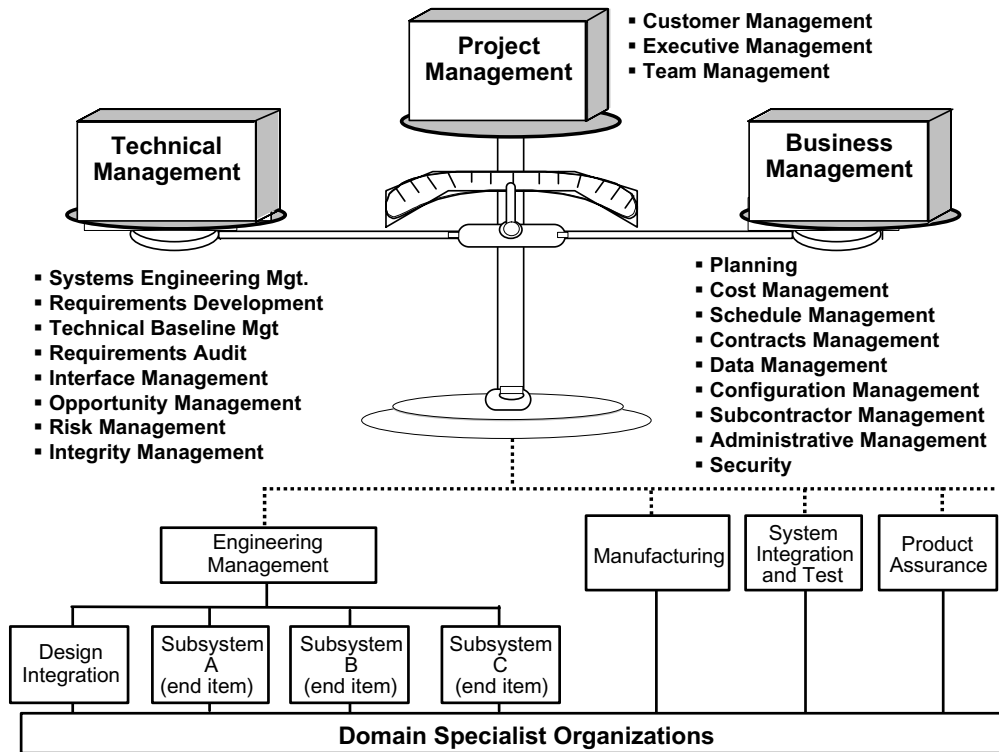 Project
Management
▪ Customer Management
▪ Executive Management
▪ Team Management
Technical
Management
Business
Management
▪ Systems Engineering Mgt.
▪ Requirements Development
▪ Technical Baseline Mgt
▪ Requirements Audit
▪ Interface Management
▪ Opportunity Management
▪ Risk Management
▪ Integrity Management
▪ Planning
▪ Cost Management
▪ Schedule Management
▪ Contracts Management
▪ Data Management
▪ Configuration Management
▪ Subcontractor Management
▪ Administrative Management
▪ Security
Engineering
Management
Manufacturing
System
Integration
and Test
Product
Assurance
Design
Integration
Subsystem
A
(end item)
Subsystem
B
(end item)
Subsystem
C
(end item)
Domain Specialist Organizations